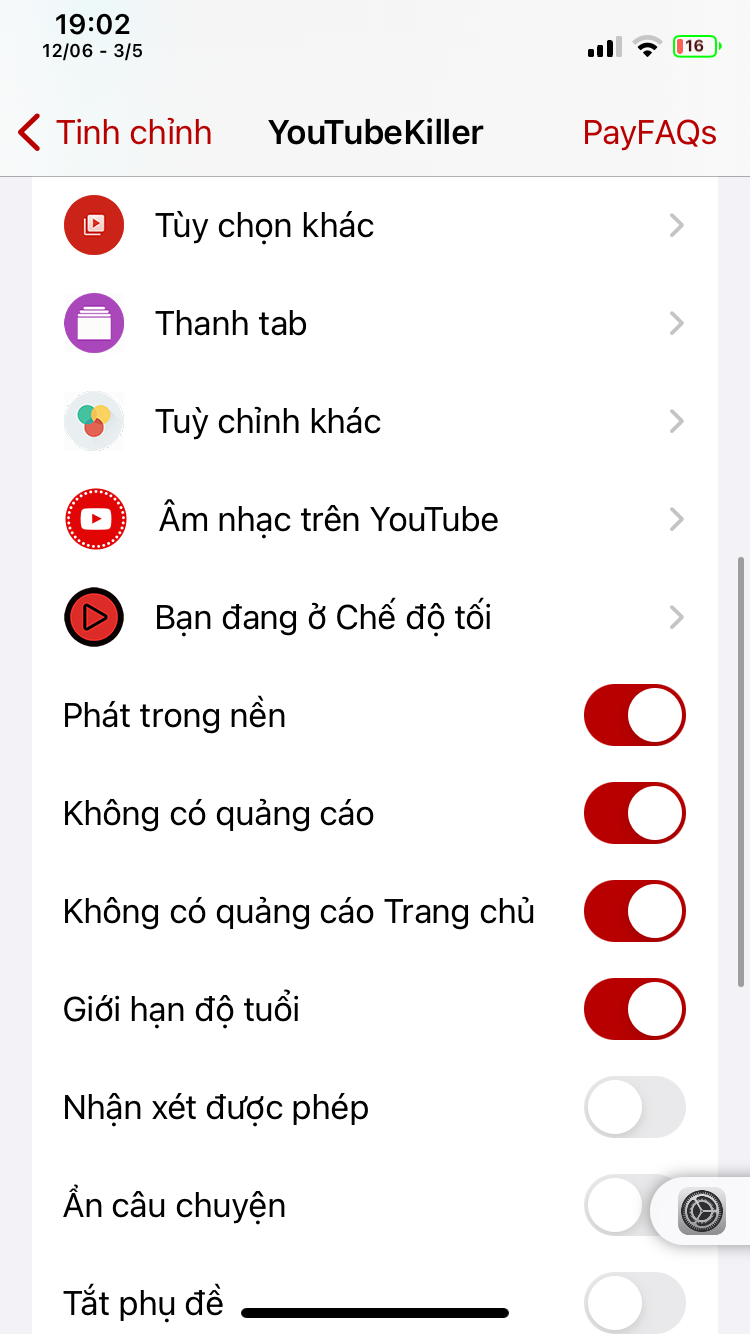 19:02
12/06 - 3/5
16
Tinh chỉnh
YouTubeKiller
PayFAQs
Tùy chọn khác
Thanh tab
Tuỳ chỉnh khác
Âm nhạc trên YouTube
Bạn đang ở Chế độ tối
Phát trong nền
Không có quảng cáo
Không có quảng cáo Trang chủ
Giới hạn độ tuổi
Nhận xét được phép
Ẩn câu chuyện
Tắt phụ đề